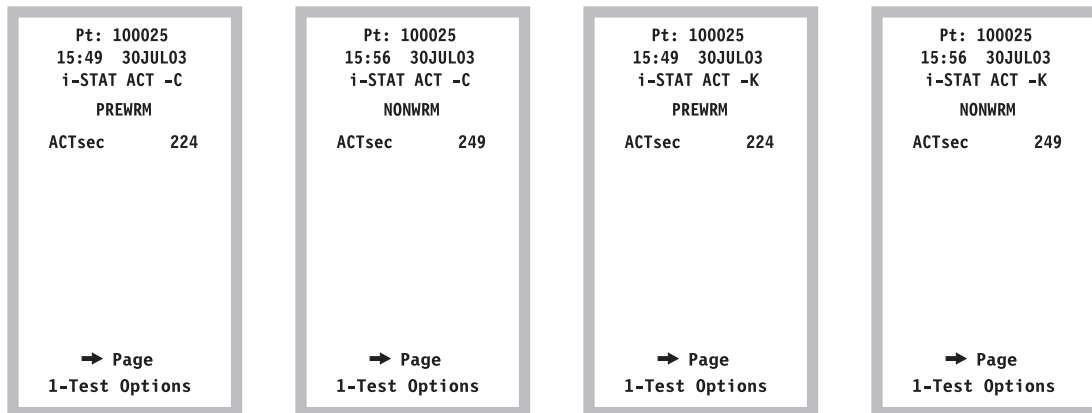 Pt: 100025
15:49 30JUL03
i-STAT ACT -C
PREWRM
ACTsec 224
➔ Page
1-Test Options
Pt: 100025
15:56 30JUL03
i-STAT ACT -C
NONWRM
ACTsec 249
➔ Page
1-Test Options
Pt: 100025
15:49 30JUL03
i-STAT ACT -K
PREWRM
ACTsec 224
➔ Page
1-Test Options
Pt: 100025
15:56 30JUL03
i-STAT ACT -K
NONWRM
ACTsec 249
➔ Page
1-Test Options